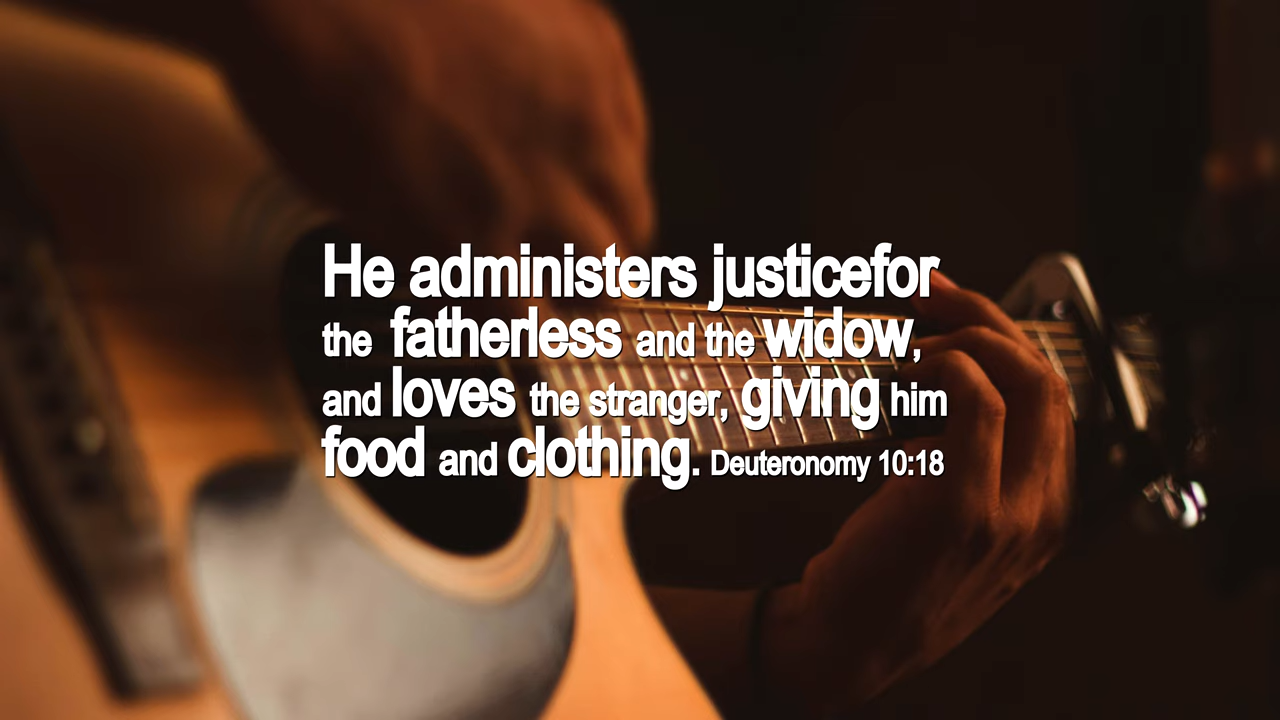 He administers justicefor
the fatherless and the widow,
and loves the stranger, giving him
food and clothing. Deuteronomy 10:18